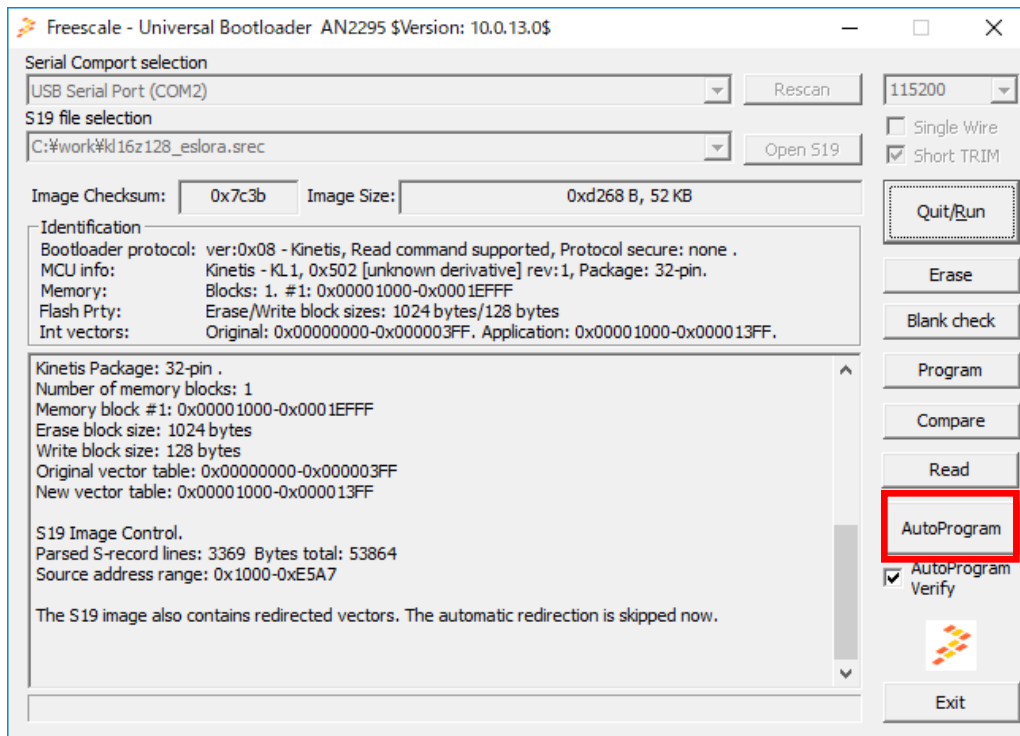 Freescale - Universal Bootloader AN2295 $Version: 10.0.13.0$
Serial Comport selection
USB Serial Port (COM2)
Rescan
115200
S19 file selection
Single Wire
C:¥work¥kl16z128_eslora.srec
Open S19
Short TRIM
Image Checksum: 0x7c3b Image Size: 0xd268 B, 52 KB
Quit/Run
Identification
Bootloader protocol: ver:0x08 - Kinetis, Read command supported, Protocol secure: none .
MCU info: Kinetis - KL1, 0x502 [unknown derivative] rev:1, Package: 32-pin.
Memory: Blocks: 1. #1: 0x00001000-0x0001EFFF
Flash Prty: Erase/Write block sizes: 1024 bytes/128 bytes
Int vectors: Original: 0x00000000-0x000003FF. Application: 0x00001000-0x000013FF.
Erase
Blank check
Kinetis Package: 32-pin .
Number of memory blocks: 1
Memory block #1: 0x00001000-0x0001EFFF
Erase block size: 1024 bytes
Write block size: 128 bytes
Original vector table: 0x00000000-0x000003FF
New vector table: 0x00001000-0x000013FF
S19 Image Control.
Parsed S-record lines: 3369 Bytes total: 53864
Source address range: 0x1000-0xE5A7
The S19 image also contains redirected vectors. The automatic redirection is skipped now.
Program
Compare
Read
AutoProgram
AutoProgram
Verify
Exit